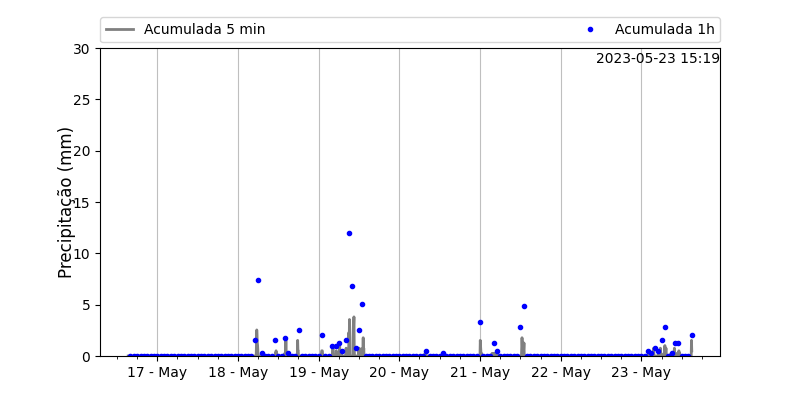 Acumulada 5 min
Acumulada 1h
2023-05-23 15:19
Precipitação (mm)
30
25
20
15
10
5
0
17 - May
18 - May
19 - May
20 - May
21 - May
22 - May
23 - May